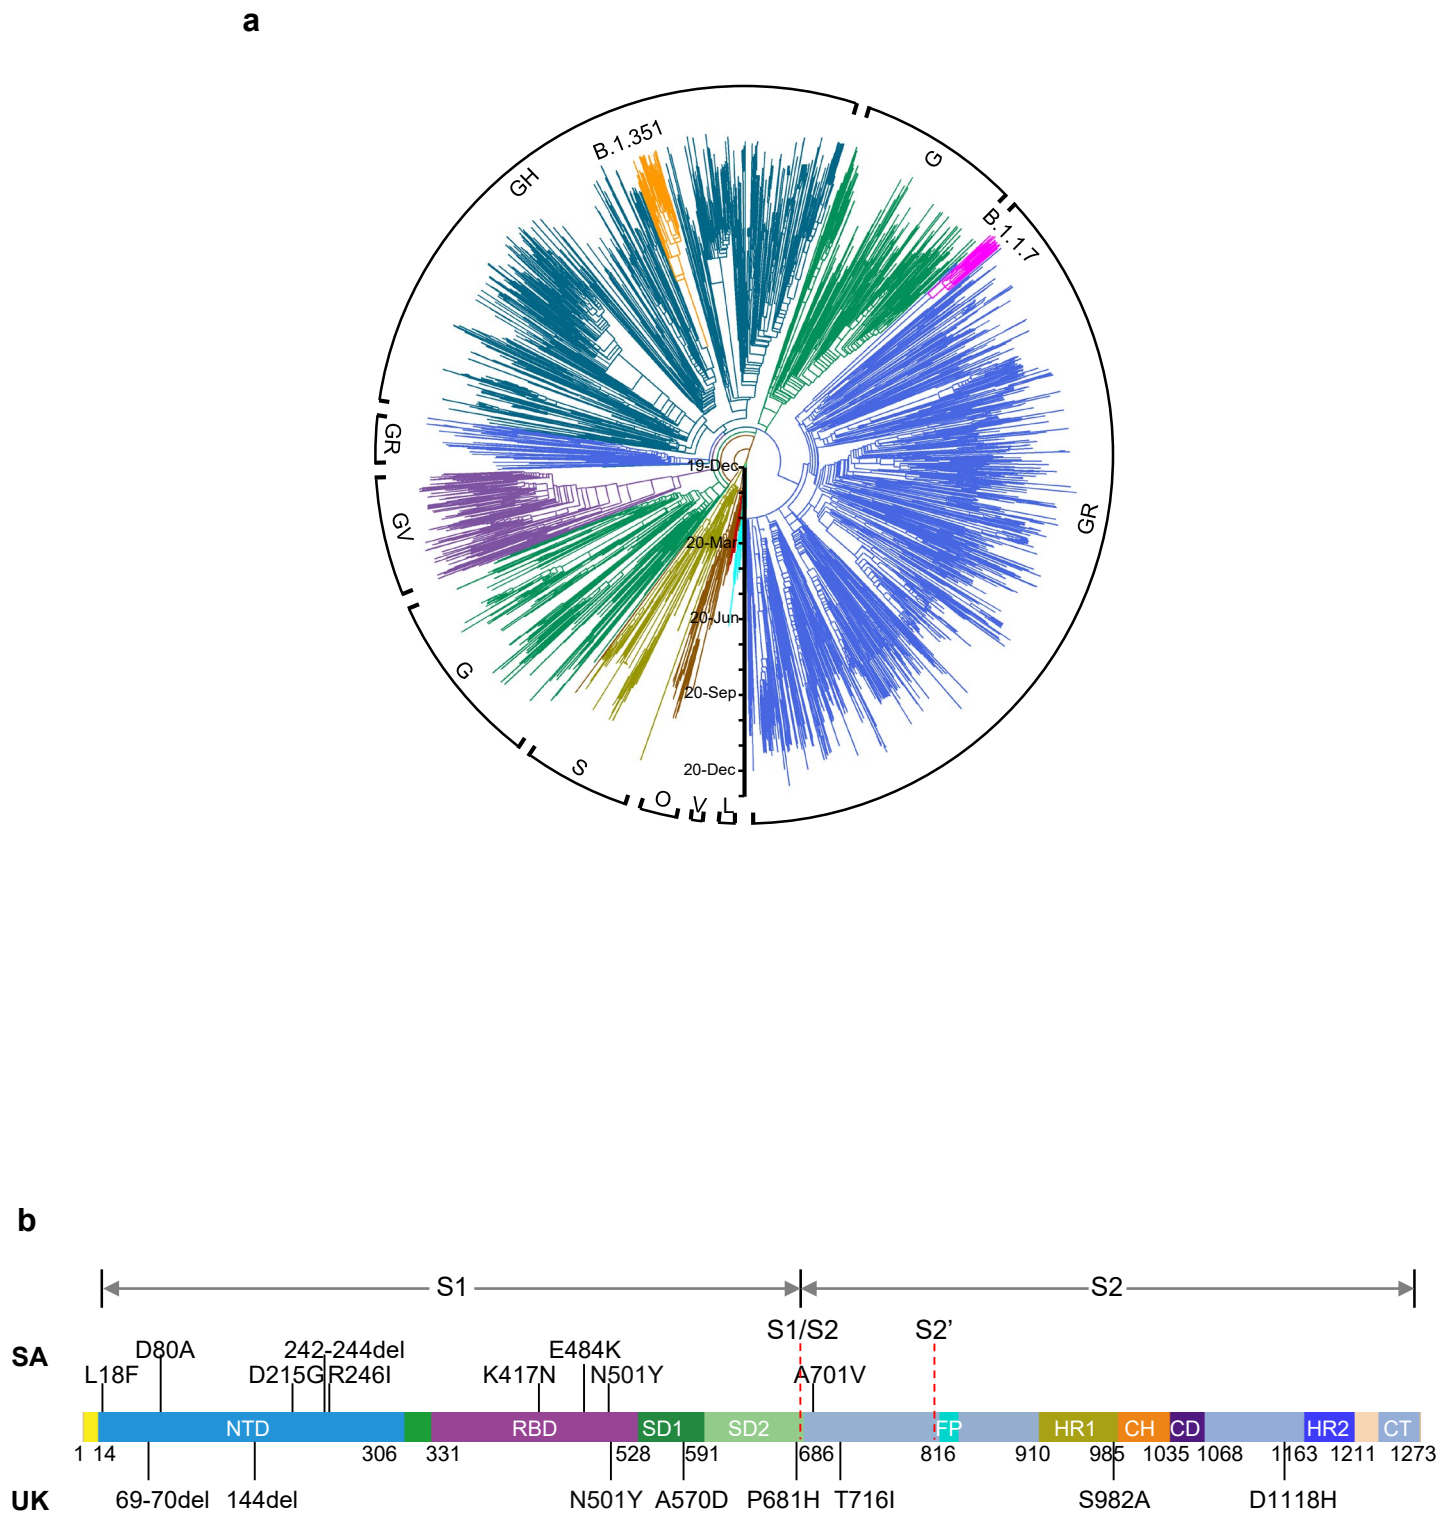 a
B.1.351
GH
G
B.1.1.7
GR
GV
G
S
O
V
L
GR
19-Dec
20-Mar
20-Jun
20-Sep
20-Dec
b
S1
S2
S1/S2
S2’
SA
D80A
242-244del
E484K
L18F
D215G
R246I
K417N
N501Y
A701V
NTD
RBD
SD1
SD2
FP
HR1
CH
CD
HR2
CT
1 14 306 331 528 591 686 816 910 985 1035 1068 1163 1211 1273
UK
69-70del
144del
N501Y
A570D
P681H
T716I
S982A
D1118H